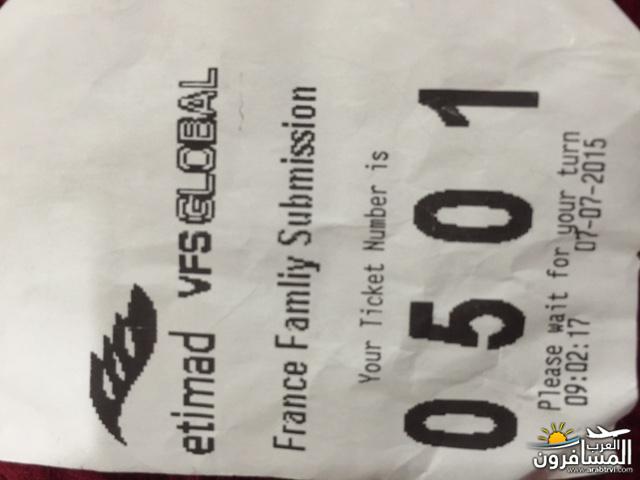 etimad VFS GLOBAL
France Famliy Submission
Your Ticket Number is
0501
Please wait for your turn
09:02:17 07-07-2015
العرب
المسافرون
www.arabtrvl.com